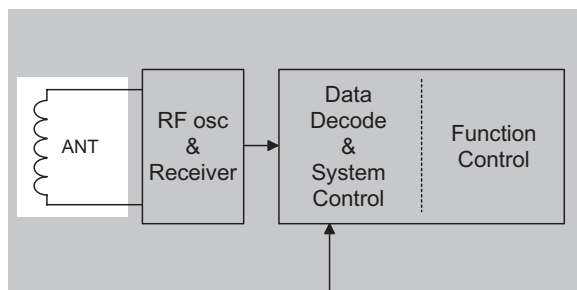 ANT
RF osc
&
Receiver
Data
Decode
&
System
Control
Function
Control